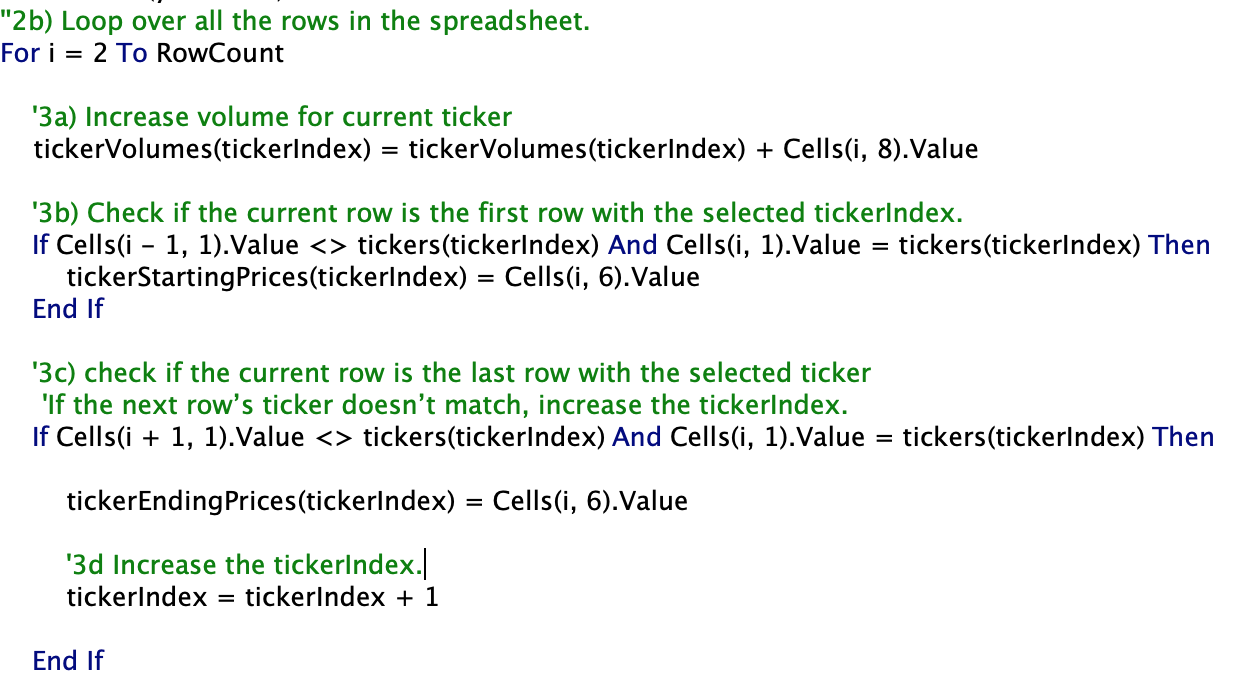 "2b) Loop over all the rows in the spreadsheet.
For i = 2 To RowCount
'3a) Increase volume for current ticker
tickerVolumes(tickerIndex) = tickerVolumes(tickerIndex) + Cells(i, 8).Value
'3b) Check if the current row is the first row with the selected tickerIndex.
If Cells(i - 1, 1).Value <> tickers(tickerIndex) And Cells(i, 1).Value = tickers(tickerIndex) Then
tickerStartingPrices(tickerIndex) = Cells(i, 6).Value
End If
'3c) check if the current row is the last row with the selected ticker
'If the next row’s ticker doesn’t match, increase the tickerIndex.
If Cells(i + 1, 1).Value <> tickers(tickerIndex) And Cells(i, 1).Value = tickers(tickerIndex) Then
tickerEndingPrices(tickerIndex) = Cells(i, 6).Value
'3d Increase the tickerIndex.
tickerIndex = tickerIndex + 1
End If